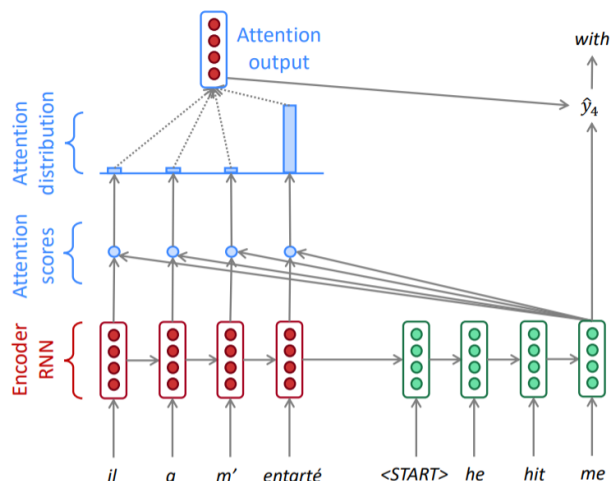 Attention
output
with
ŷ4
Attention
distribution
Attention
scores
Encoder
RNN
il a m' entarté <START> he hit me